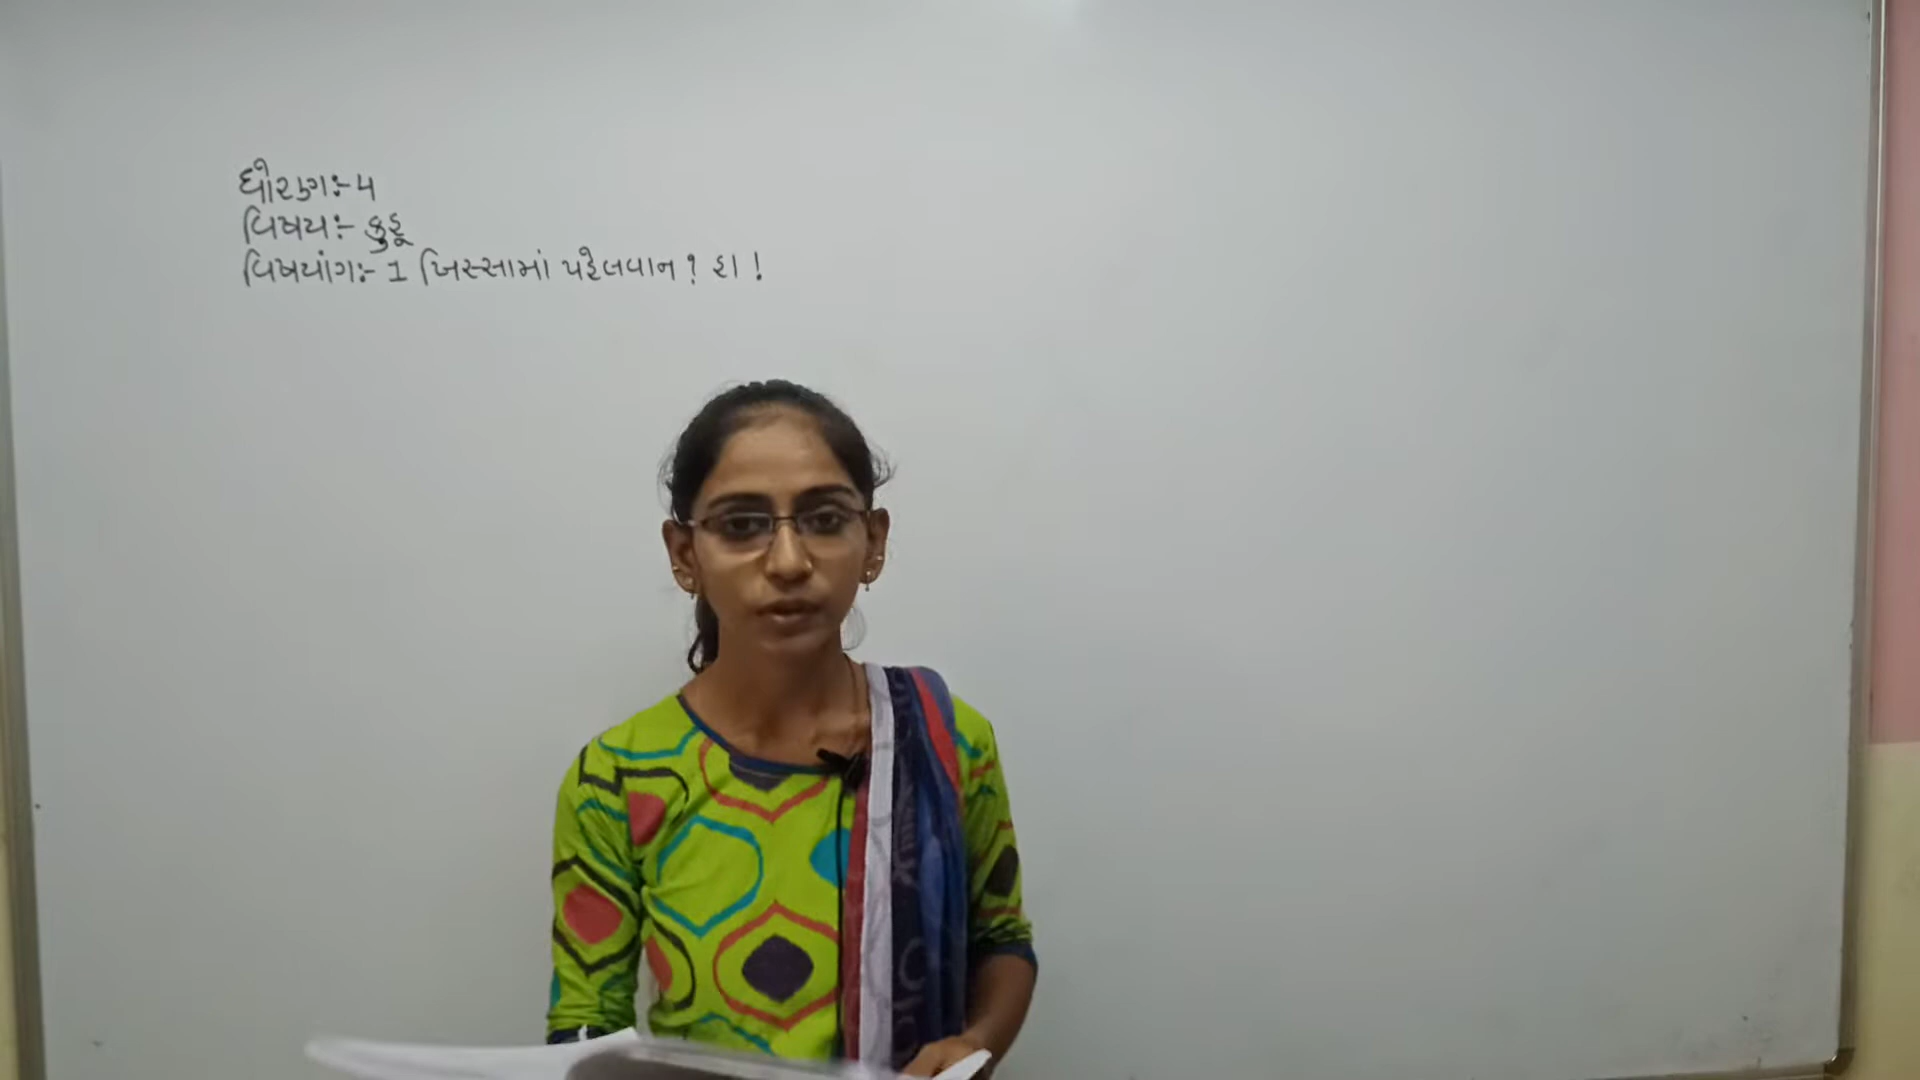 ધોરણ:- ૫
વિષય:- કુહૂ
વિષયાંગ:- 1 ખિસ્સામાં પહેલવાન ? હા !